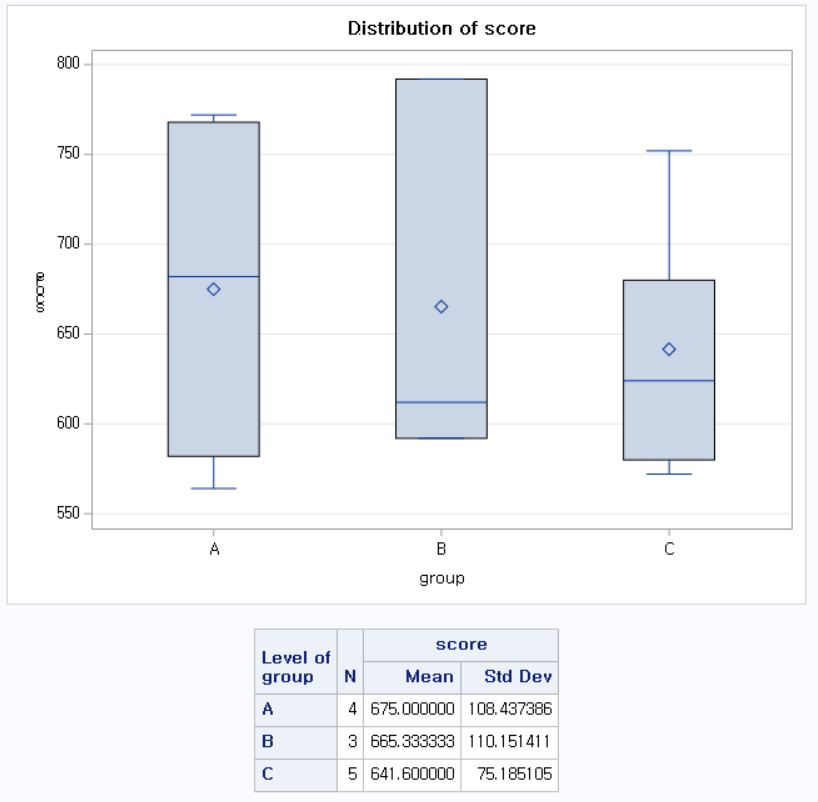 Distribution of score
800
750
700
650
600
550
score
A B C
group
score
Level of group N Mean Std Dev
A 4 675.000000 108.437386
B 3 665.333333 110.151411
C 5 641.600000 75.185105